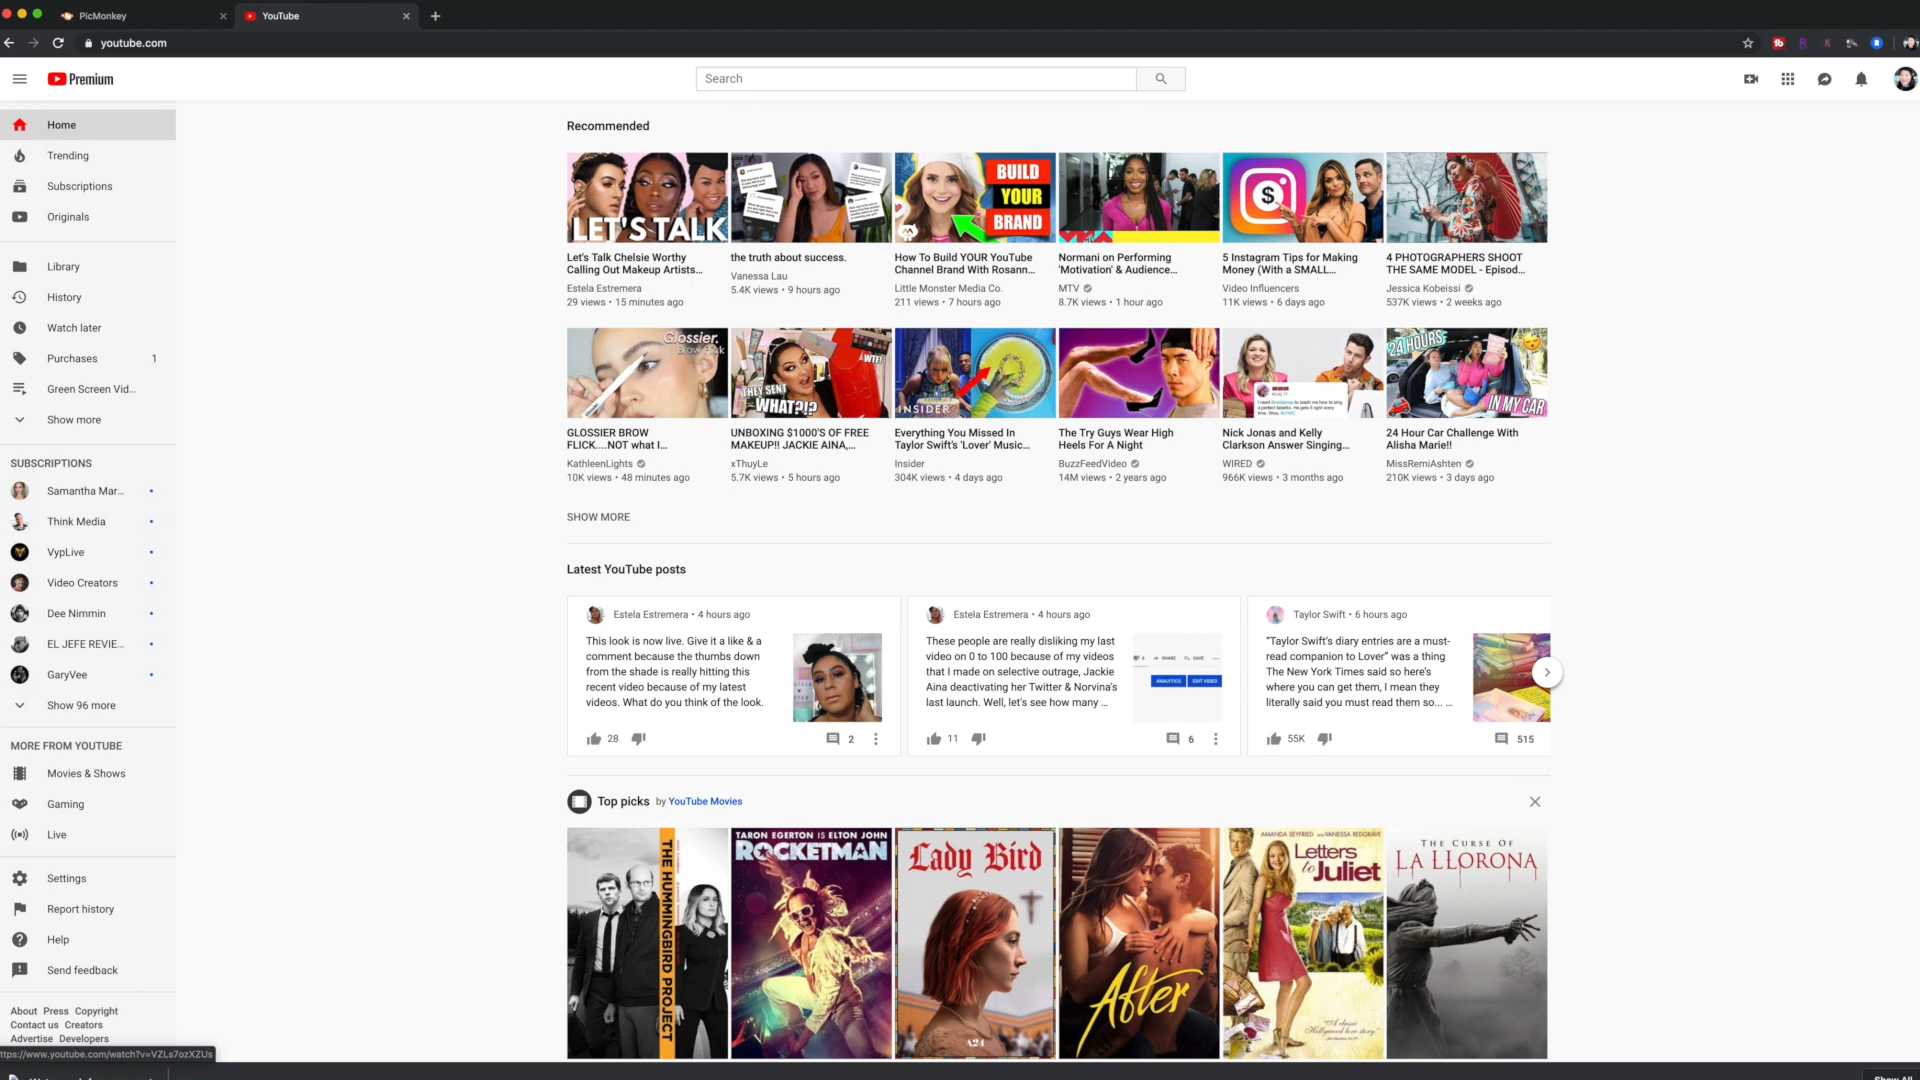 PicMonkey
YouTube
youtube.com
Premium
Search
Home
Trending
Subscriptions
Originals
Library
History
Watch later
Purchases 1
Green Screen Vid...
Show more
SUBSCRIPTIONS
Samantha Mar...
Think Media
VypLive
Video Creators
Dee Nimmin
EL JEFE REVIE...
GaryVee
Show 96 more
MORE FROM YOUTUBE
Movies & Shows
Gaming
Live
Settings
Report history
Help
Send feedback
About Press Copyright
Contact us Creators
Advertise Developers
ttps://www.youtube.com/watch?v=VZLs7ozXZUs
Recommended
LET'S TALK
BUILD
YOUR
BRAND
Let's Talk Chelsie Worthy
Calling Out Makeup Artists...
Estela Estremera
29 views • 15 minutes ago
the truth about success.
Vanessa Lau
5.4K views • 9 hours ago
How To Build YOUR YouTube
Channel Brand With Rosann...
Little Monster Media Co.
211 views • 7 hours ago
Normani on Performing
'Motivation' & Audience...
MTV
8.7K views • 1 hour ago
5 Instagram Tips for Making
Money (With a SMALL...
Video Influencers
11K views • 6 days ago
4 PHOTOGRAPHERS SHOOT
THE SAME MODEL - Episod...
Jessica Kobeissi
537K views • 2 weeks ago
Glossier.
Brow Flick
THEY SENT
WHAT?!?
WTF!
INSIDER
24 HOURS
IN MY CAR
GLOSSIER BROW
FLICK....NOT what I...
KathleenLights
10K views • 48 minutes ago
UNBOXING $1000'S OF FREE
MAKEUP!! JACKIE AINA,...
xThuyLe
5.7K views • 5 hours ago
Everything You Missed In
Taylor Swift's 'Lover' Music...
Insider
304K views • 4 days ago
The Try Guys Wear High
Heels For A Night
BuzzFeedVideo
14M views • 2 years ago
Nick Jonas and Kelly
Clarkson Answer Singing...
WIRED
966K views • 3 months ago
24 Hour Car Challenge With
Alisha Marie!!
MissRemiAshten
210K views • 3 days ago
SHOW MORE
Latest YouTube posts
Estela Estremera • 4 hours ago
This look is now live. Give it a like & a
comment because the thumbs down
from the shade is really hitting this
recent video because of my latest
videos. What do you think of the look.
28
2
Estela Estremera • 4 hours ago
These people are really disliking my last
video on 0 to 100 because of my videos
that I made on selective outrage, Jackie
Aina deactivating her Twitter & Norvina's
last launch. Well, let's see how many ...
SHARE SAVE
ANALYTICS EDIT VIDEO
11
6
Taylor Swift • 6 hours ago
“Taylor Swift’s diary entries are a must-
read companion to Lover” was a thing
The New York Times said so here’s
where you can get them, I mean they
literally said you must read them so... ...
55K
515
Top picks by YouTube Movies
THE HUMMINGBIRD PROJECT
TARON EGERTON IS ELTON JOHN
ROCKETMAN
Lady Bird
A24
After
AMANDA SEYFRIED AND VANESSA REDGRAVE
Letters
to Juliet
THE CURSE OF
LA LLORONA
Show All